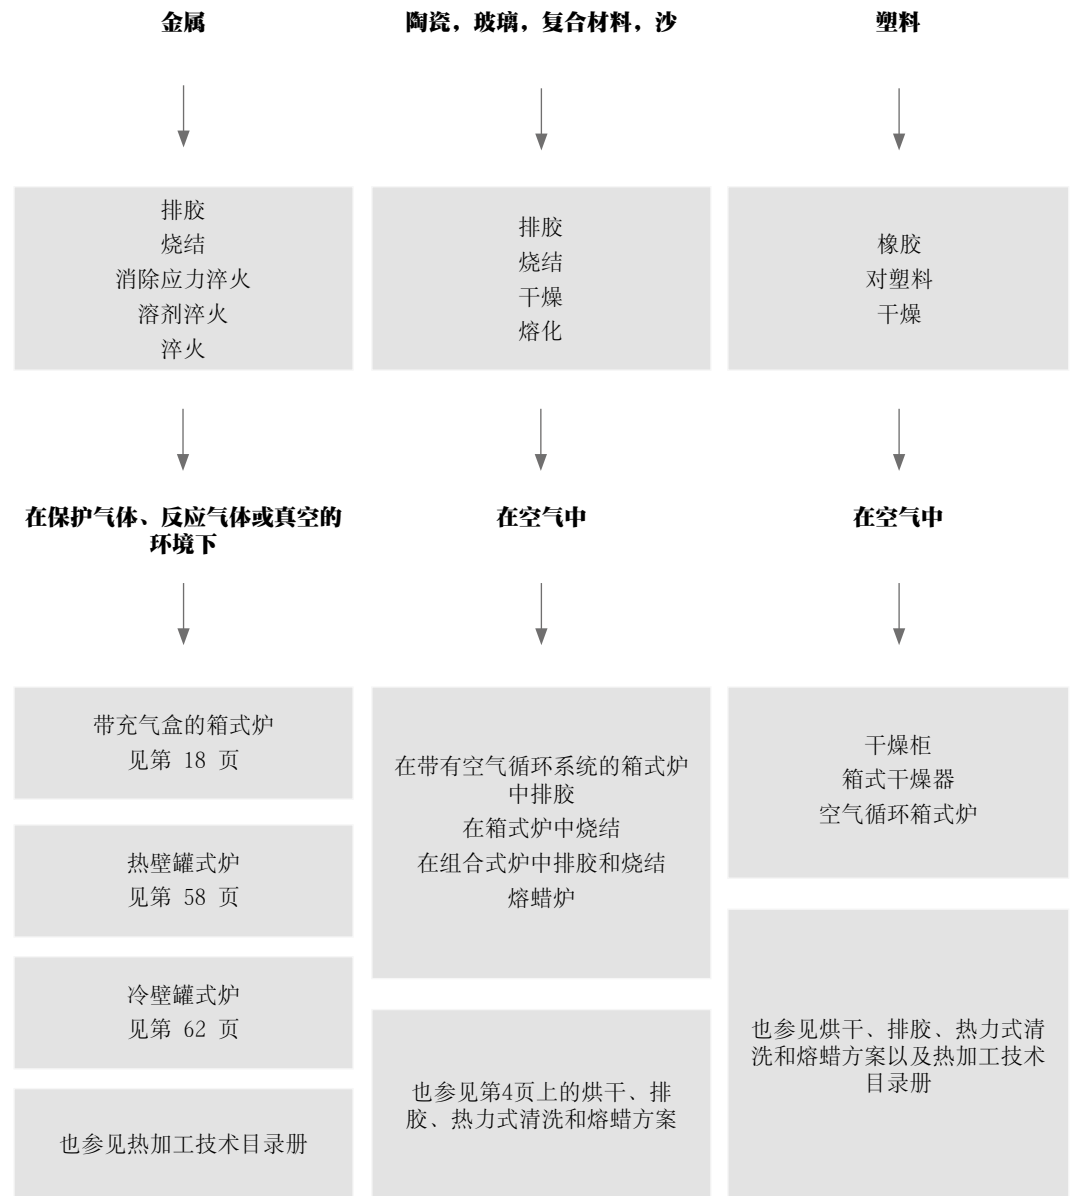 金属
陶瓷，玻璃，复合材料，沙
塑料
排胶
烧结
消除应力淬火
溶剂淬火
淬火
排胶
烧结
干燥
熔化
橡胶
对塑料
干燥
在保护气体、反应气体或真空的
环境下
在空气中
在空气中
带充气盒的箱式炉
见第 18 页
热壁罐式炉
见第 58 页
冷壁罐式炉
见第 62 页
也参见热加工技术目录册
在带有空气循环系统的箱式炉
中排胶
在箱式炉中烧结
在组合式炉中排胶和烧结
熔蜡炉
也参见第4页上的烘干、排
胶、热力式清洗和熔蜡方案
干燥柜
箱式干燥器
空气循环箱式炉
也参见烘干、排胶、热力式清
洗和熔蜡方案以及热加工技术
目录册